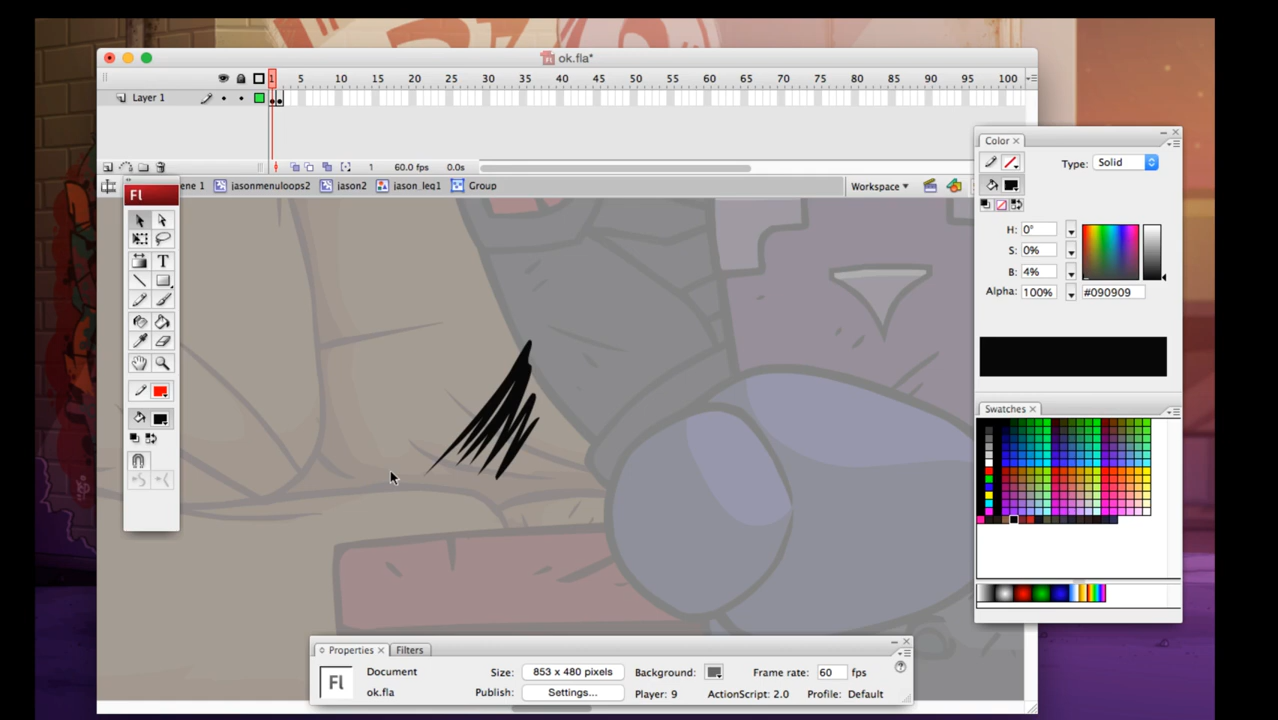 ok.fla*
1 5 10 15 20 25 30 35 40 45 50 55 60 65 70 75 80 85 90 95 100
Layer 1
1 60.0 fps 0.0s
ene 1 jasonmenuloops2 jason2 jason_leg1 Group Workspace
Fl
T
Color
Type: Solid
H: 0°
S: 0%
B: 4%
Alpha: 100% #090909
Swatches
Properties Filters
Fl
Document
ok.fla
Size: 853 x 480 pixels Background: Frame rate: 60 fps
Publish: Settings... Player: 9 ActionScript: 2.0 Profile: Default